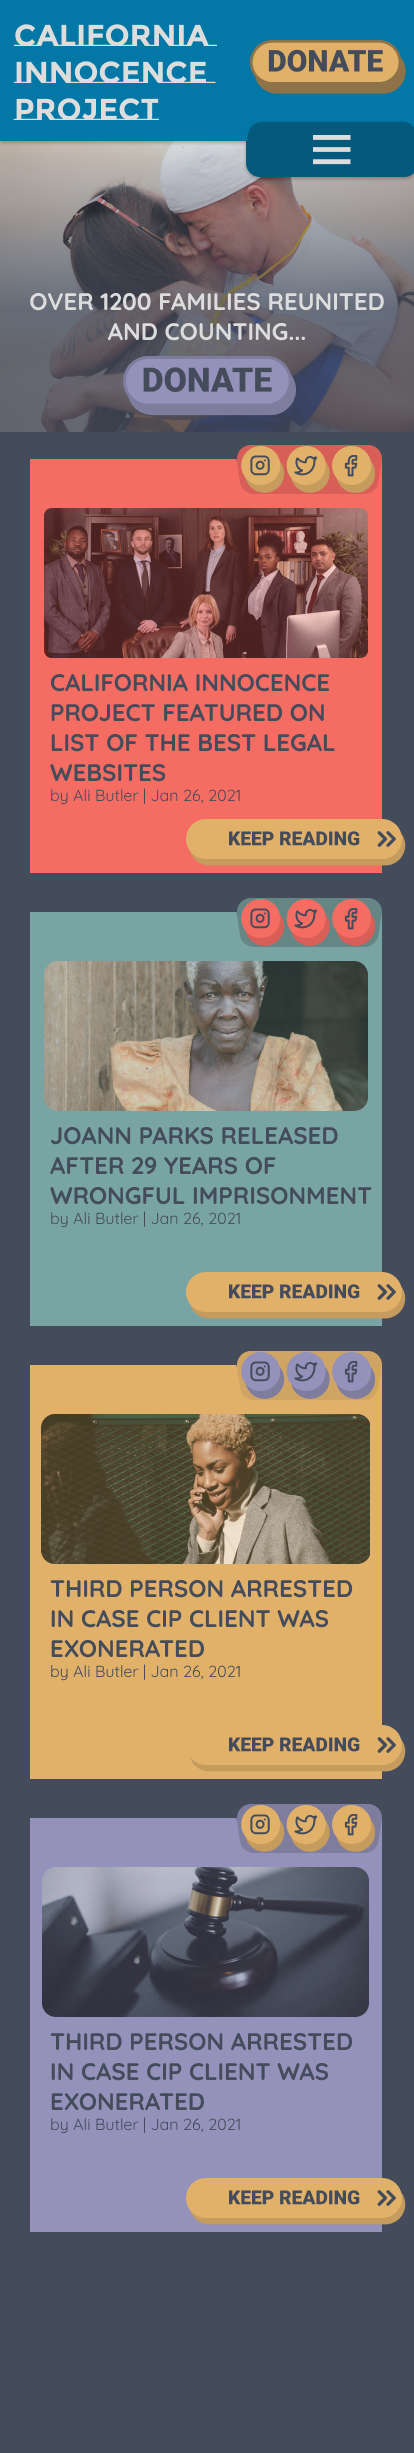 CALIFORNIA
INNOCENCE
PROJECT
DONATE
OVER 1200 FAMILIES REUNITED
AND COUNTING...
DONATE
CALIFORNIA INNOCENCE
PROJECT FEATURED ON
LIST OF THE BEST LEGAL
WEBSITES
by Ali Butler | Jan 26, 2021
KEEP READING
JOANN PARKS RELEASED
AFTER 29 YEARS OF
WRONGFUL IMPRISONMENT
by Ali Butler | Jan 26, 2021
KEEP READING
THIRD PERSON ARRESTED
IN CASE CIP CLIENT WAS
EXONERATED
by Ali Butler | Jan 26, 2021
KEEP READING
THIRD PERSON ARRESTED
IN CASE CIP CLIENT WAS
EXONERATED
by Ali Butler | Jan 26, 2021
KEEP READING